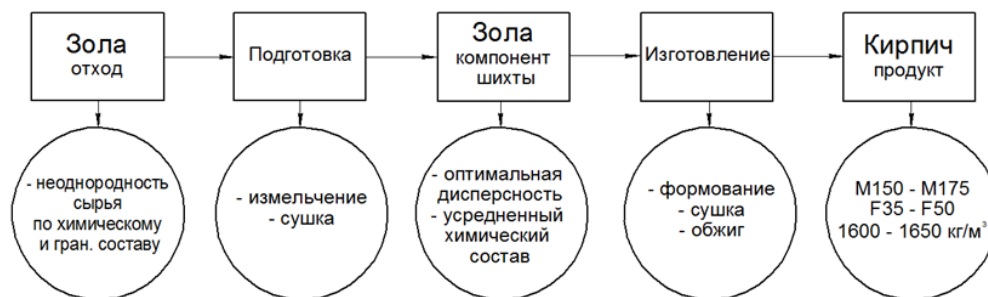 Зола
отход
Подготовка
Зола
компонент
шихты
Изготовление
Кирпич
продукт
- неоднородность
сырья
по химическому
и гран. составу
- измельчение
- сушка
- оптимальная
дисперсность
- усредненный
химический
состав
- формование
- сушка
- обжиг
М150 - М175
F35 - F50
1600 - 1650 кг/м³